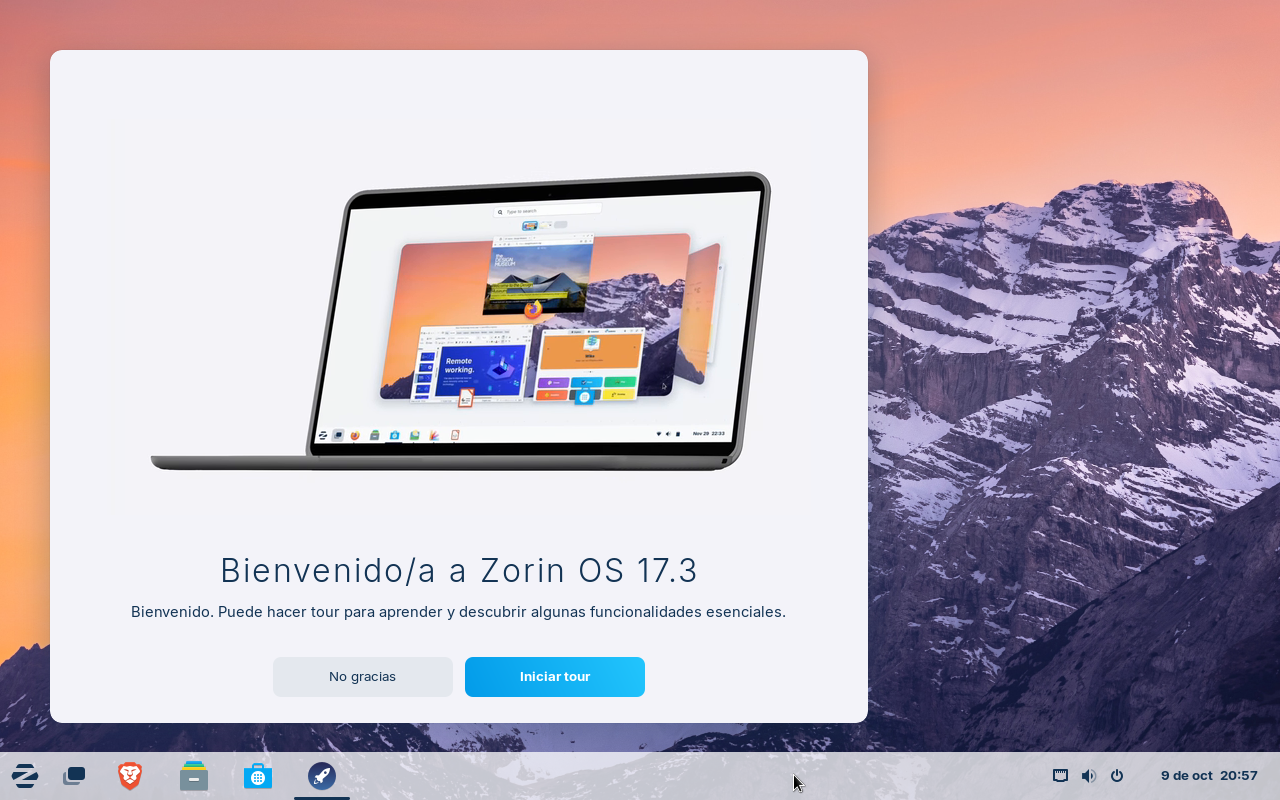 Type to search
the
DESIGN
MUSEUM
Remote
working.
Nov 29 22:33
Bienvenido/a a Zorin OS 17.3
Bienvenido. Puede hacer tour para aprender y descubrir algunas funcionalidades esenciales.
No gracias
Iniciar tour
9 de oct 20:57